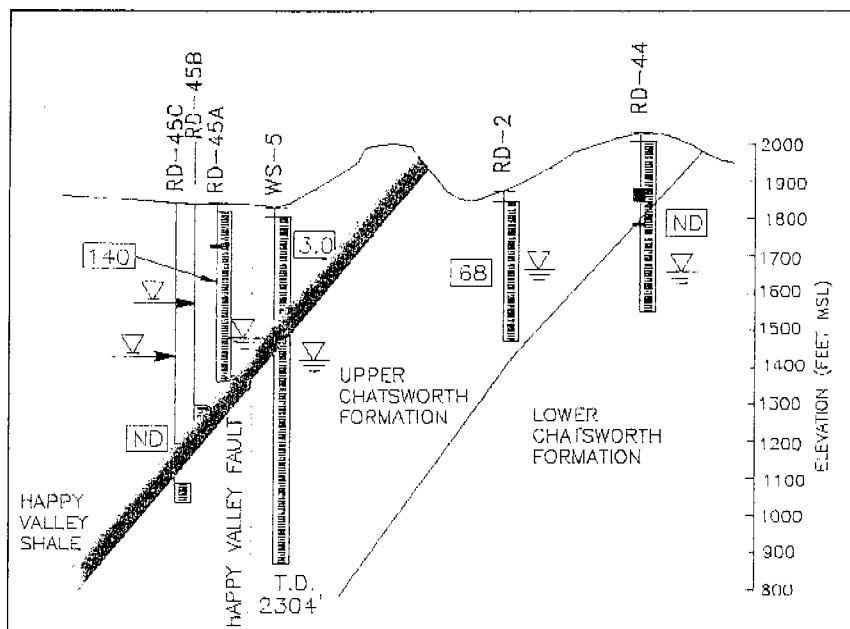 RD-45C
RD-45B
RD-45A
WS-5
RD-2
RD-44
140
3.0
68
ND
ND
UPPER
CHATSWORTH
FORMATION
LOWER
CHATSWORTH
FORMATION
HAPPY
VALLEY
SHALE
HAPPY VALLEY FAULT
T.D.
2304'
2000
1900
1800
1700
1600
1500
1400
1300
1200
1100
1000
900
800
ELEVATION (FEET MSL)